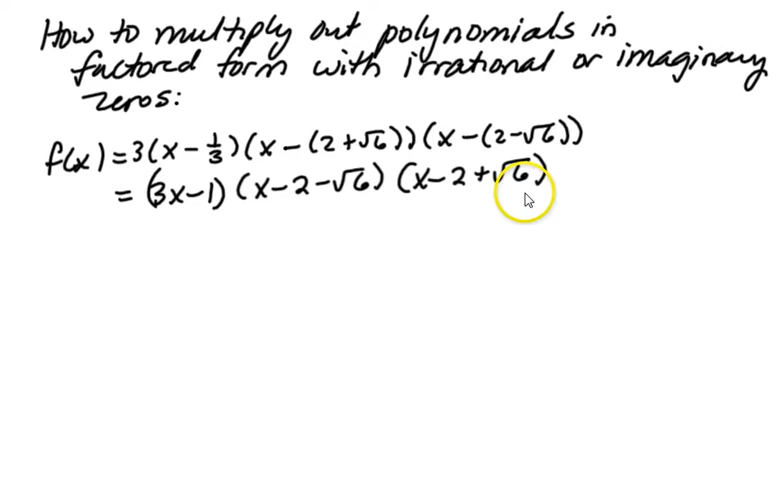 How to multiply out polynomials in
factored form with irrational or imaginary
zeros:
f(x) = 3(x - 1/3)(x - (2+√6))(x - (2-√6))
= (3x-1)(x-2-√6)(x-2+√6)